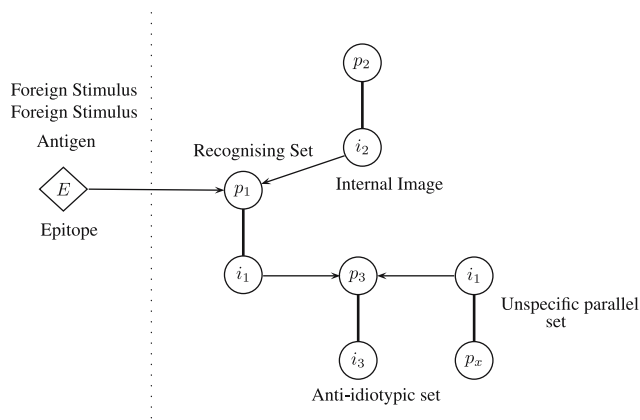 Foreign Stimulus
Foreign Stimulus
Antigen
E
Epitope
p2
i2
Recognising Set
Internal Image
p1
i1
p3
i1
Unspecific parallel
set
i3
px
Anti-idiotypic set